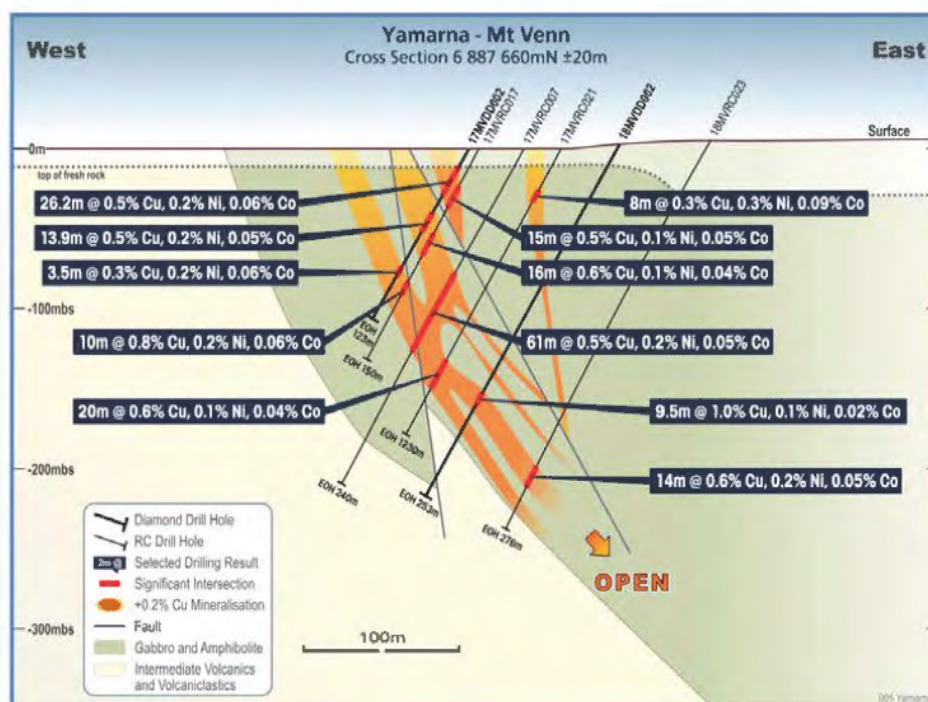 Yamarna - Mt Venn
Cross Section 6 887 660mN ±20m
West
East
17MVDD002
17MVRC017
17MVRC007
17MVRC021
18MVDD002
18MVRC023
Surface
0m
top of fresh rock
26.2m @ 0.5% Cu, 0.2% Ni, 0.06% Co
8m @ 0.3% Cu, 0.3% Ni, 0.09% Co
13.9m @ 0.5% Cu, 0.2% Ni, 0.05% Co
15m @ 0.5% Cu, 0.1% Ni, 0.05% Co
3.5m @ 0.3% Cu, 0.2% Ni, 0.06% Co
16m @ 0.6% Cu, 0.1% Ni, 0.04% Co
-100mbs
EOH
123m
10m @ 0.8% Cu, 0.2% Ni, 0.06% Co
61m @ 0.5% Cu, 0.2% Ni, 0.05% Co
EOH 150m
20m @ 0.6% Cu, 0.1% Ni, 0.04% Co
9.5m @ 1.0% Cu, 0.1% Ni, 0.02% Co
EOH 1230m
-200mbs
14m @ 0.6% Cu, 0.2% Ni, 0.05% Co
EOH 240m
EOH 253m
EOH 276m
OPEN
-300mbs
100m
Diamond Drill Hole
RC Drill Hole
2m @
Selected Drilling Result
Significant Intersection
+0.2% Cu Mineralisation
Fault
Gabbro and Amphibolite
Intermediate Volcanics
and Volcaniclastics
005 Yamarna